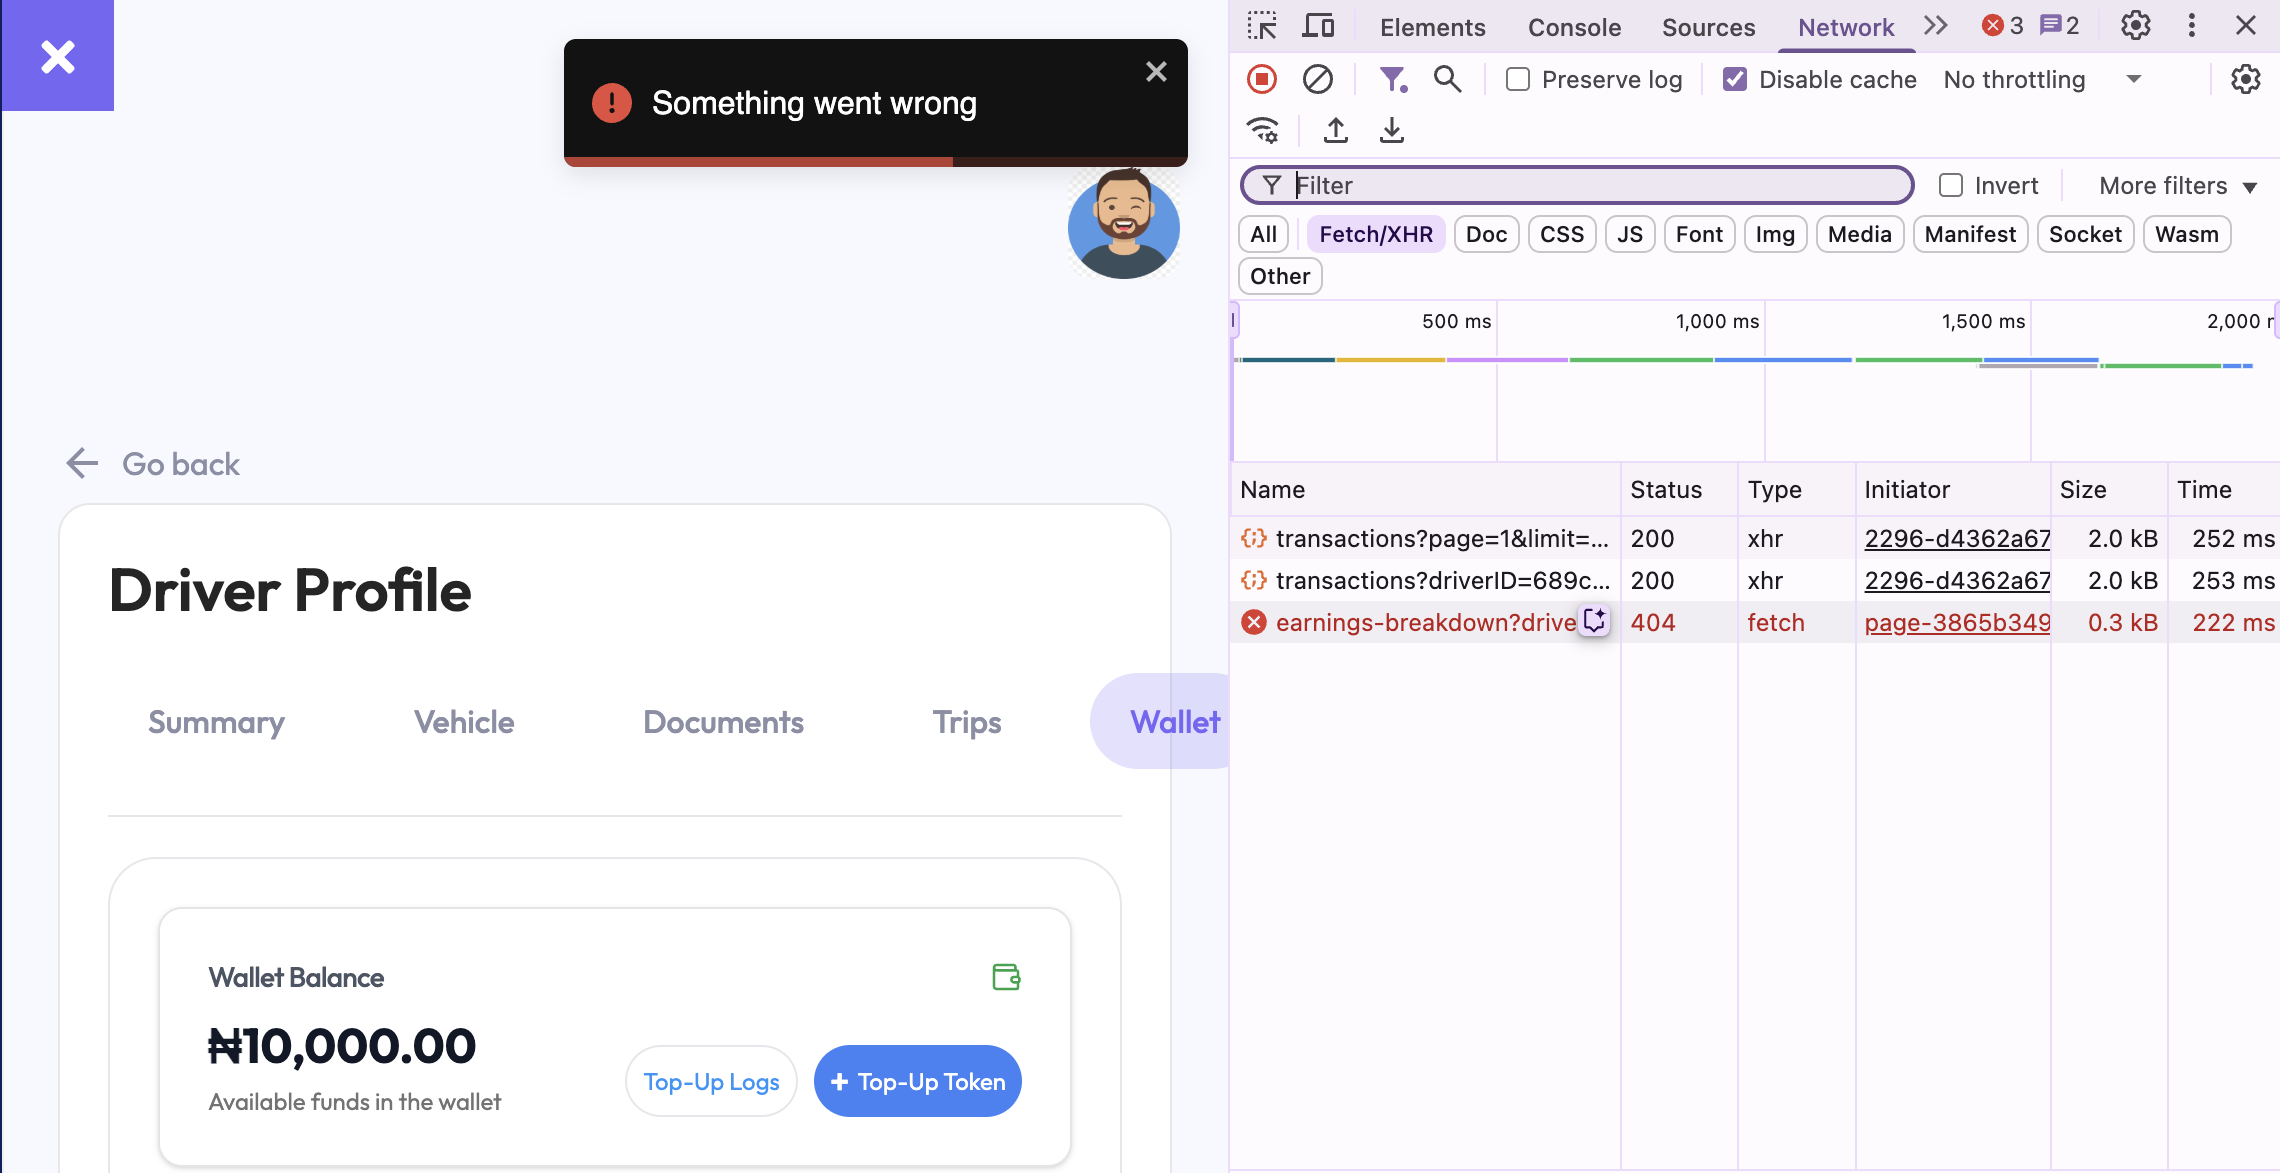 Something went wrong
Go back
Driver Profile
Summary Vehicle Documents Trips Wallet
Wallet Balance
₦10,000.00
Available funds in the wallet
Top-Up Logs
+ Top-Up Token
Elements Console Sources Network 3 2
Preserve log Disable cache No throttling
Filter Invert More filters
All Fetch/XHR Doc CSS JS Font Img Media Manifest Socket Wasm
Other
500 ms 1,000 ms 1,500 ms 2,000
Name Status Type Initiator Size Time
transactions?page=1&limit=... 200 xhr 2296-d4362a67 2.0 kB 252 ms
transactions?driverID=689c... 200 xhr 2296-d4362a67 2.0 kB 253 ms
earnings-breakdown?drive 404 fetch page-3865b349 0.3 kB 222 ms